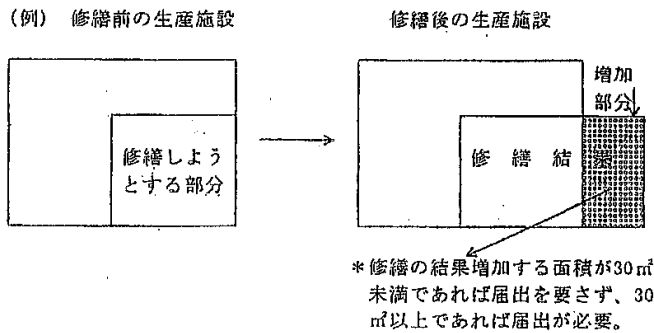 (例) 修繕前の生産施設
修繕後の生産施設
修繕しよう
とする部分
増加
部分
修繕結果
*修繕の結果増加する面積が30㎡
未満であれば届出を要さず、30
㎡以上であれば届出が必要。